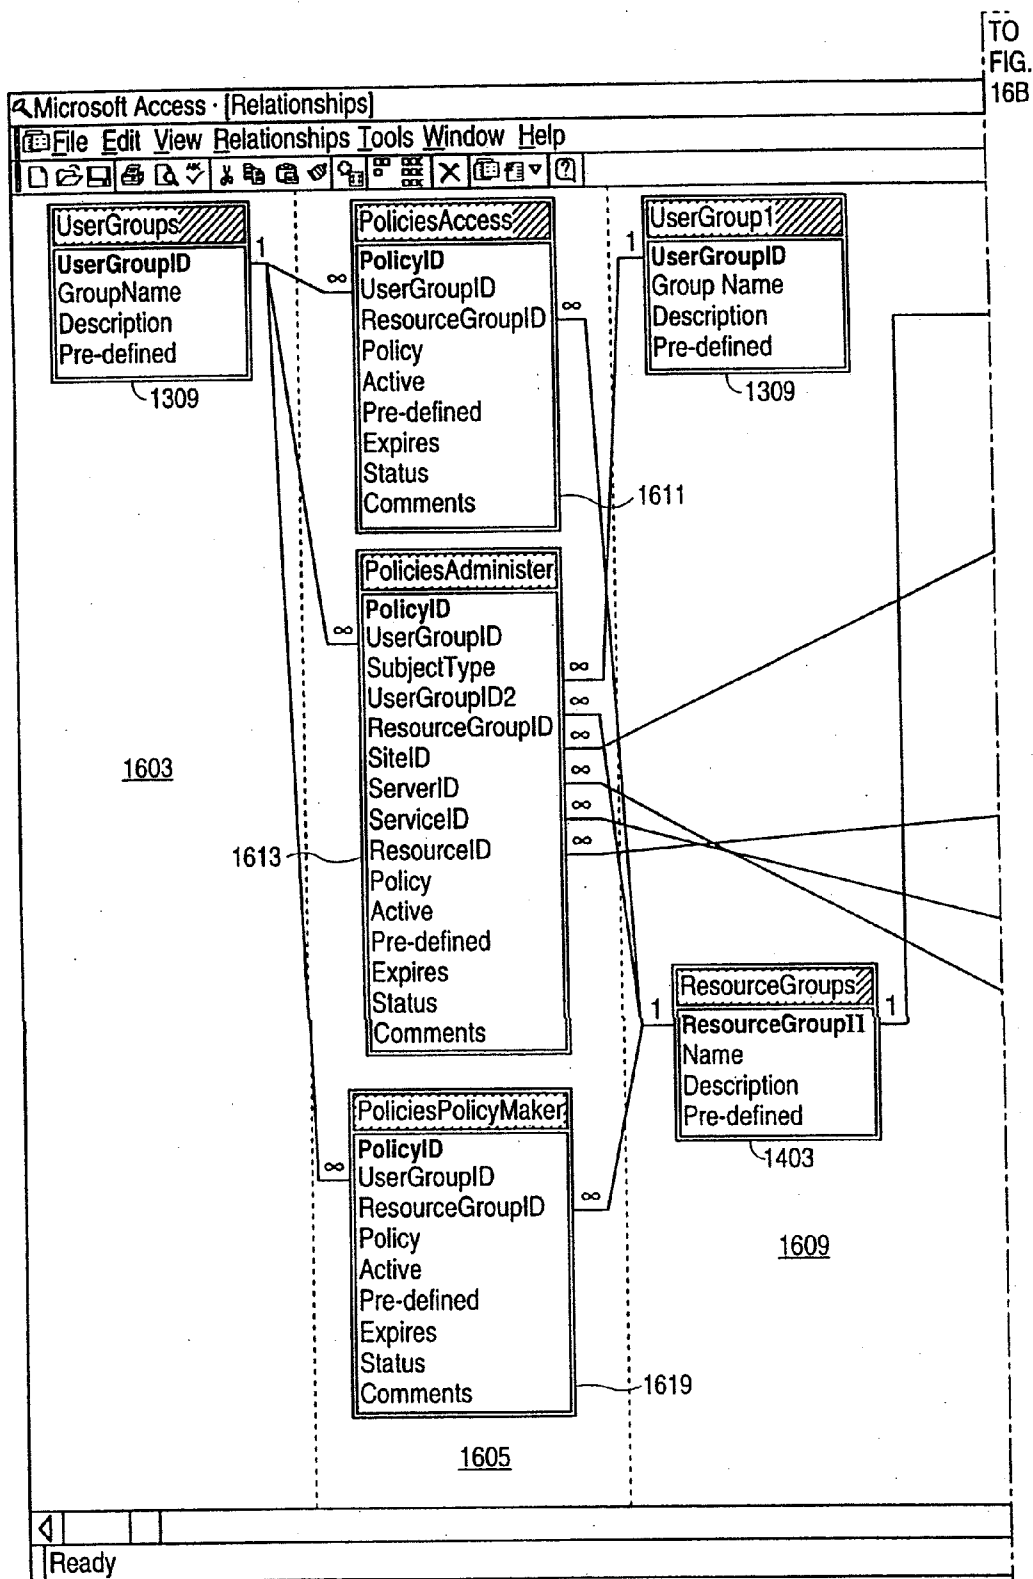 TO
FIG.
16B
Microsoft Access · [Relationships]
File Edit View Relationships Tools Window Help
UserGroups
UserGroupID
GroupName
Description
Pre-defined
1309
1
∞
∞
∞
PoliciesAccess
PolicyID
UserGroupID
ResourceGroupID
Policy
Active
Pre-defined
Expires
Status
Comments
1611
∞
UserGroup1
UserGroupID
Group Name
Description
Pre-defined
1309
1
PoliciesAdminister
PolicyID
UserGroupID
SubjectType
UserGroupID2
ResourceGroupID
SiteID
ServerID
ServiceID
ResourceID
Policy
Active
Pre-defined
Expires
Status
Comments
1613
∞
∞
∞
∞
∞
∞
1603
ResourceGroups
ResourceGroupII
Name
Description
Pre-defined
1403
1
1
PoliciesPolicyMaker
PolicyID
UserGroupID
ResourceGroupID
Policy
Active
Pre-defined
Expires
Status
Comments
1619
∞
1609
1605
Ready